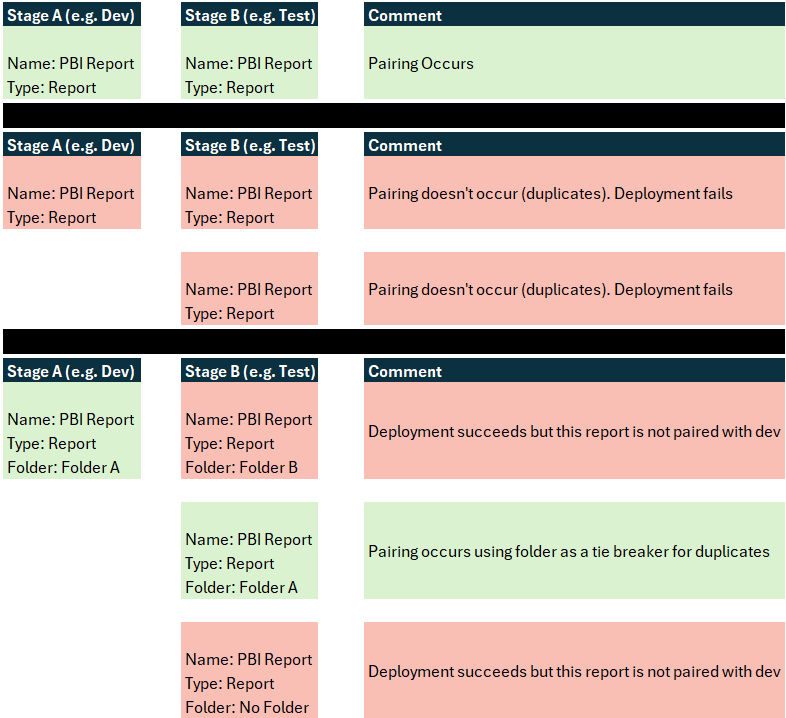 Stage A (e.g. Dev) Stage B (e.g. Test) Comment
Name: PBI Report Name: PBI Report Pairing Occurs
Type: Report Type: Report
Stage A (e.g. Dev) Stage B (e.g. Test) Comment
Name: PBI Report Name: PBI Report Pairing doesn't occur (duplicates). Deployment fails
Type: Report Type: Report
Name: PBI Report Pairing doesn't occur (duplicates). Deployment fails
Type: Report
Stage A (e.g. Dev) Stage B (e.g. Test) Comment
Name: PBI Report Name: PBI Report
Deployment succeeds but this report is not paired with dev
Type: Report Type: Report
Folder: Folder A Folder: Folder B
Name: PBI Report
Pairing occurs using folder as a tie breaker for duplicates
Type: Report
Folder: Folder A
Name: PBI Report
Deployment succeeds but this report is not paired with dev
Type: Report
Folder: No Folder